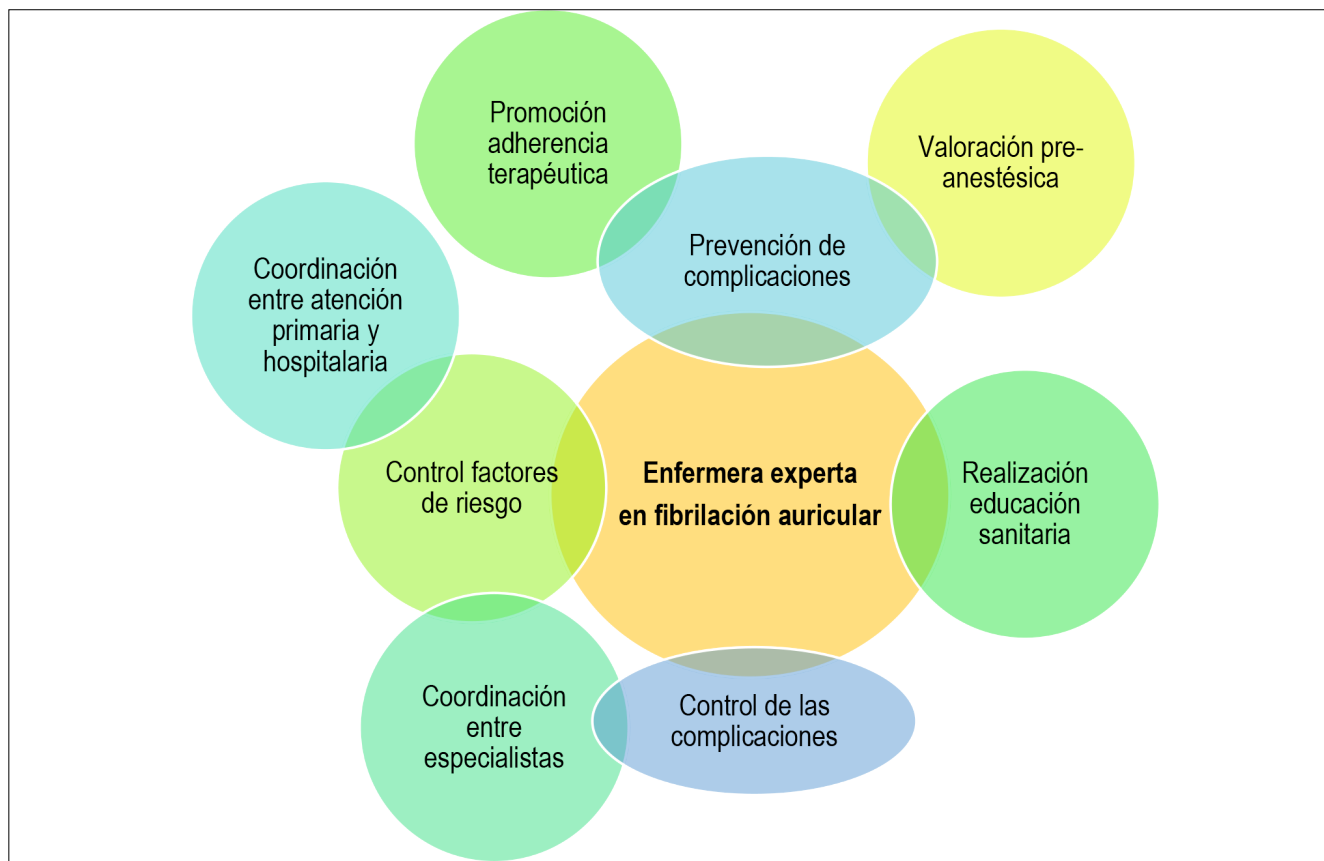 Promoción
adherencia
terapéutica
Valoración pre-
anestésica
Prevención de
complicaciones
Coordinación
entre atención
primaria y
hospitalaria
Control factores
de riesgo
Enfermera experta
en fibrilación auricular
Realización
educación
sanitaria
Coordinación
entre
especialistas
Control de las
complicaciones